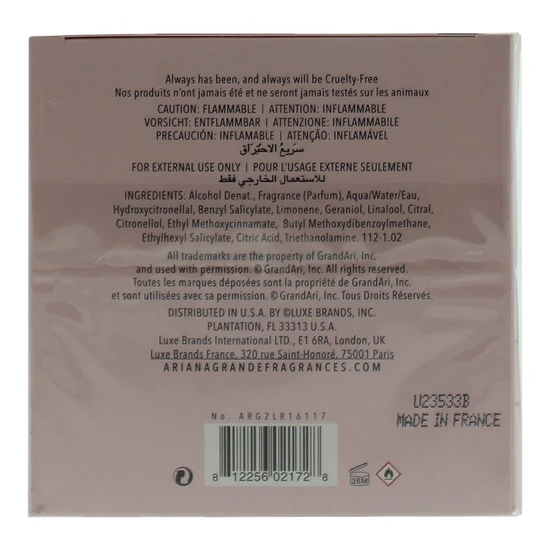 Always has been, and always will be Cruelty-Free
Nos produits n'ont jamais été et ne seront jamais testés sur les animaux
CAUTION: FLAMMABLE | ATTENTION: INFLAMMABLE
VORSICHT: ENTFLAMMBAR | ATTENZIONE: INFLAMMABILE
PRECAUCIÓN: INFLAMABLE | ATENÇÃO: INFLAMÁVEL
سَريعُ الاحْتِرَاق
FOR EXTERNAL USE ONLY | POUR L'USAGE EXTERNE SEULEMENT
للاستعمال الخارجي فقط
INGREDIENTS: Alcohol Denat., Fragrance (Parfum), Aqua/Water/Eau,
Hydroxycitronellal, Benzyl Salicylate, Limonene, Geraniol, Linalool, Citral,
Citronellol, Ethyl Methoxycinnamate, Butyl Methoxydibenzoylmethane,
Ethylhexyl Salicylate, Citric Acid, Triethanolamine. 112-1.02
All trademarks are the property of GrandAri, Inc.
and used with permission. © GrandAri, Inc. All rights reserved.
Toutes les marques déposées sont la propriété de GrandAri, Inc.
et sont utilisées avec sa permission. © GrandAri, Inc. Tous Droits Réservés.
DISTRIBUTED IN U.S.A. BY ©LUXE BRANDS, INC.
PLANTATION, FL 33313 U.S.A.
Luxe Brands International LTD., E1 6RA, London, UK
Luxe Brands France, 320 rue Saint-Honoré, 75001 Paris
ARIANAGRANDEFRAGRANCES.COM
U23533B
MADE IN FRANCE
No. ARG2LR16117
8 12256 02172 8
36M